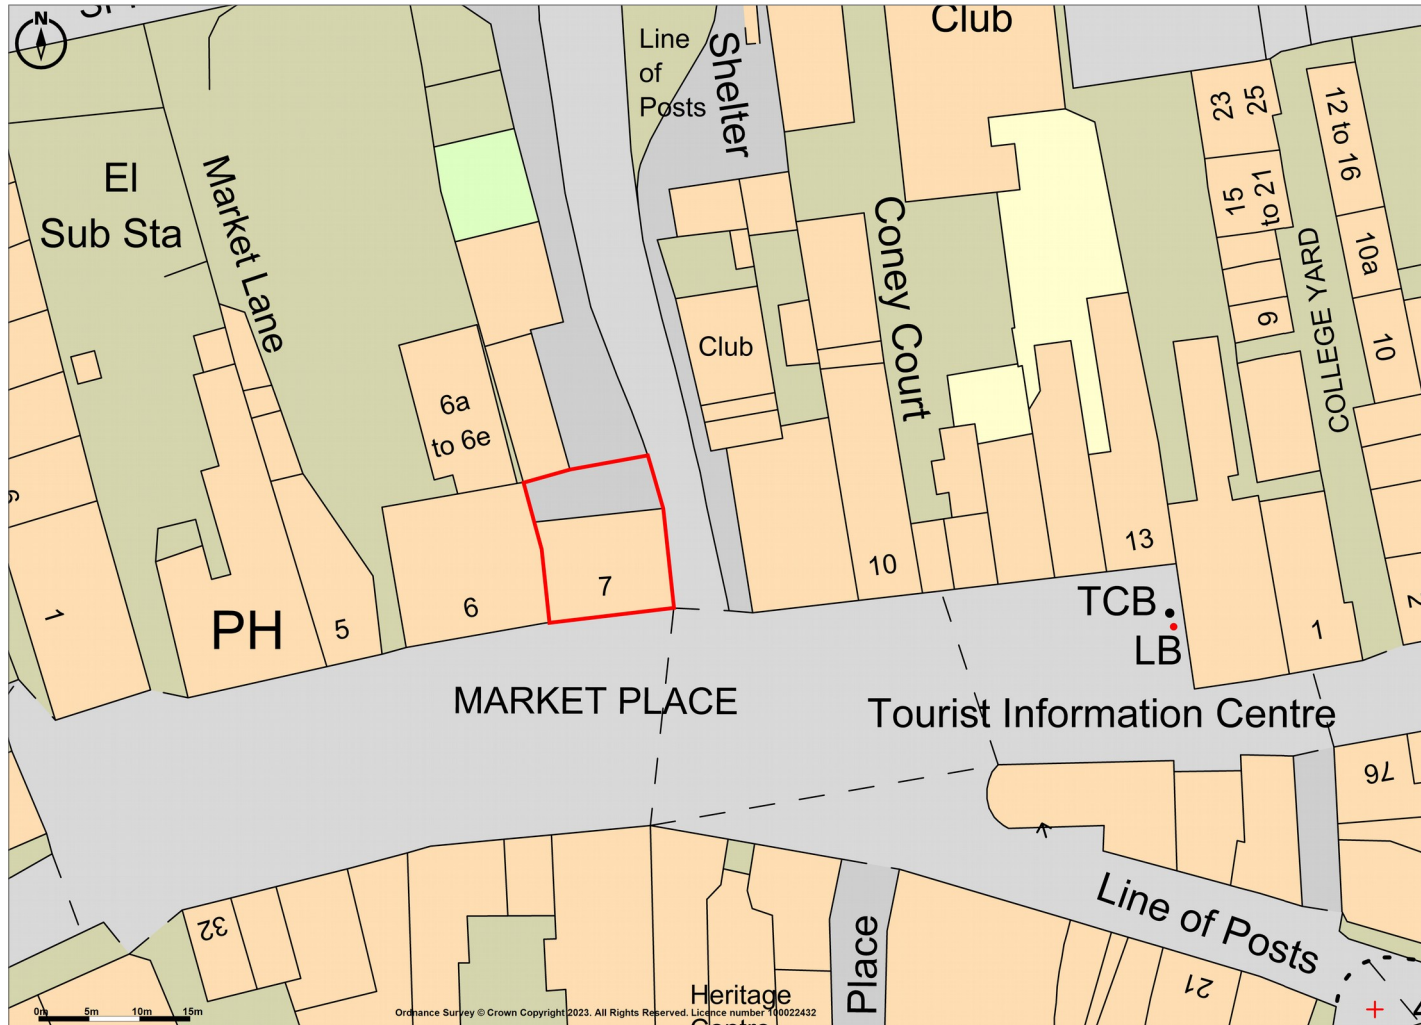 N
Club
Line
of
Posts
Shelter
23
25
12 to 16
El
Sub Sta
Market Lane
15
to 21
10a
COLLEGE YARD
Coney Court
9
10
Club
6a
to 6e
1
PH
5
6
7
10
13
TCB
LB
1
2
MARKET PLACE
Tourist Information Centre
76
32
Place
Line of Posts
21
Heritage
Centre
0m 5m 10m 15m
Ordnance Survey © Crown Copyright 2023. All Rights Reserved. Licence number 100022432